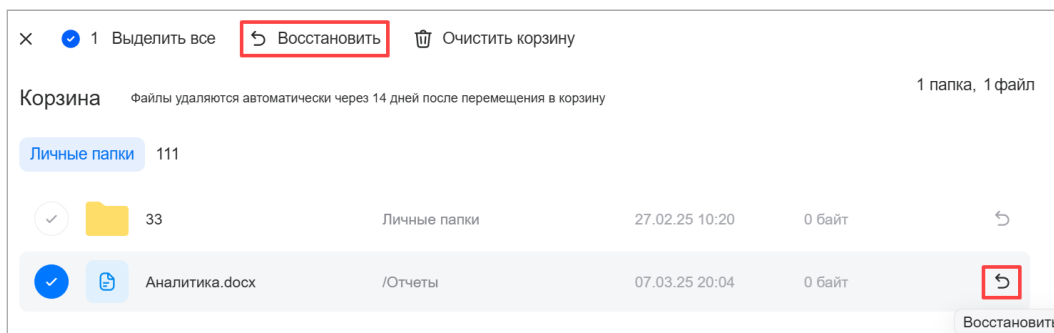 1 Выделить все Восстановить Очистить корзину
Корзина Файлы удаляются автоматически через 14 дней после перемещения в корзину 1 папка, 1 файл
Личные папки 111
33 Личные папки 27.02.25 10:20 0 байт
Аналитика.docx /Отчеты 07.03.25 20:04 0 байт
Восстановить